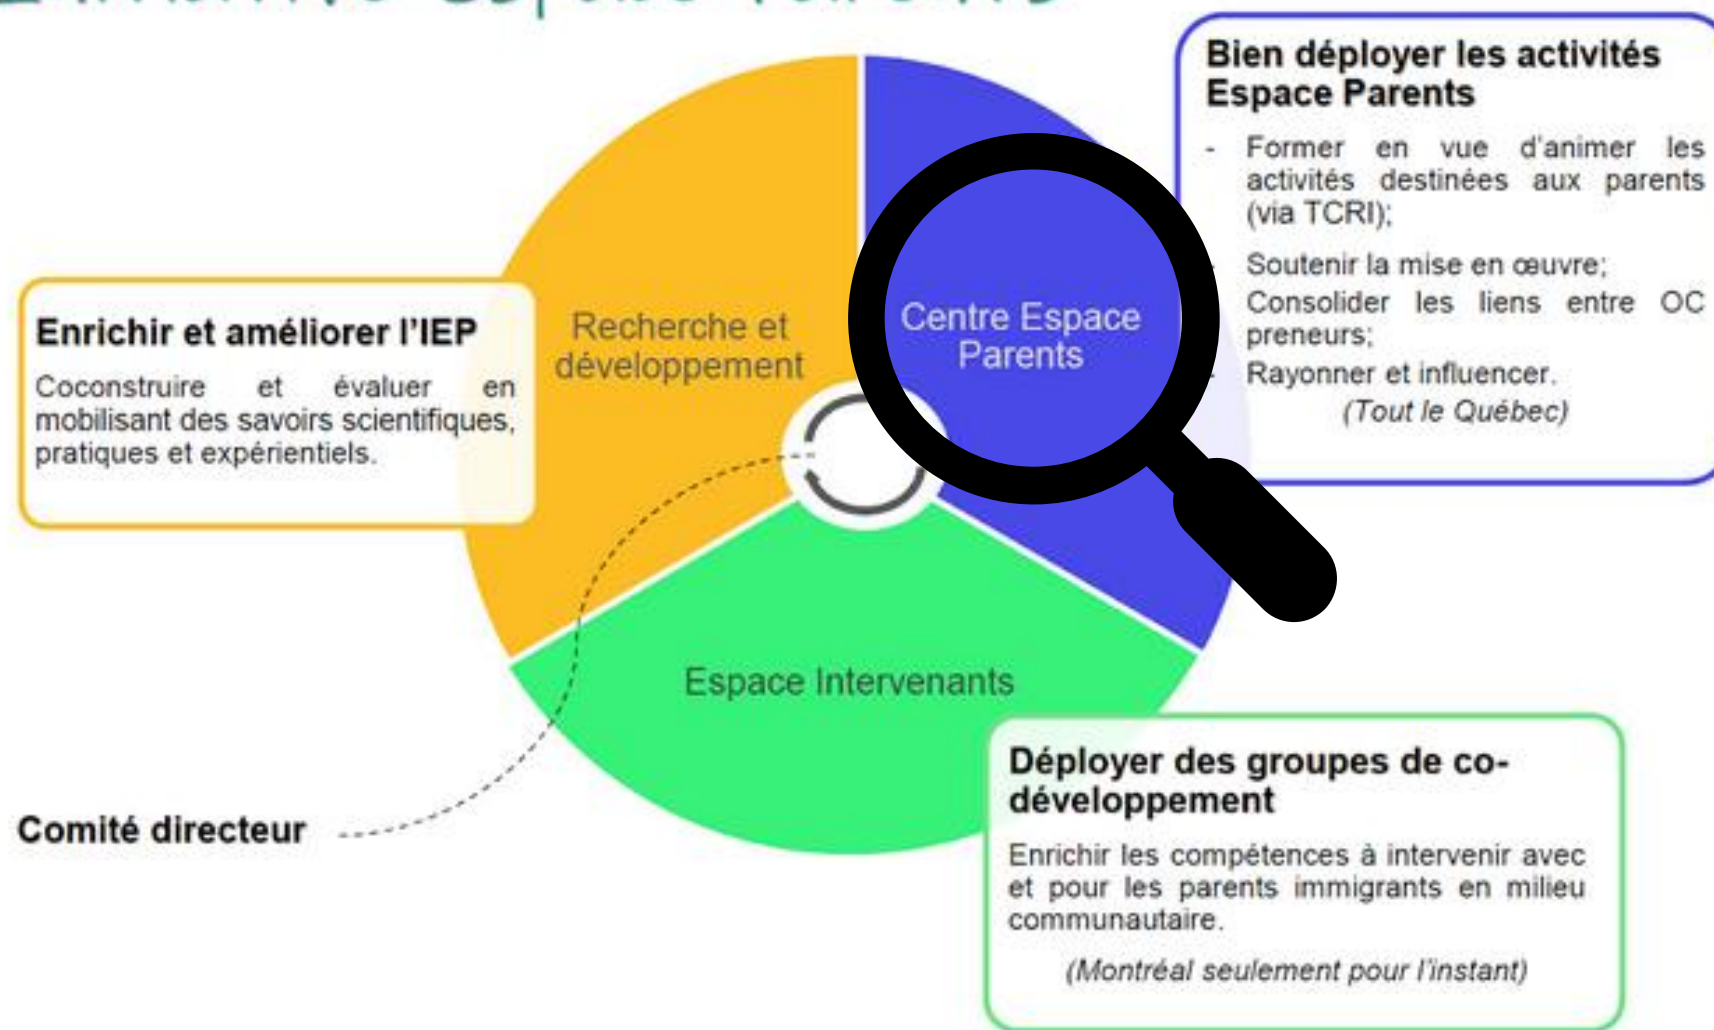 Bien déployer les activités
Espace Parents
- Former en vue d'animer les
activités destinées aux parents
(via TCRI);
Soutenir la mise en œuvre;
Consolider les liens entre OC
preneurs;
Rayonner et influencer.
(Tout le Québec)
Centre Espace
Parents
Recherche et
développement
Enrichir et améliorer l'IEP
Coconstruire et évaluer en
mobilisant des savoirs scientifiques,
pratiques et expérientiels.
Espace Intervenants
Déployer des groupes de co-
développement
Enrichir les compétences à intervenir avec
et pour les parents immigrants en milieu
communautaire.
(Montréal seulement pour l'instant)
Comité directeur